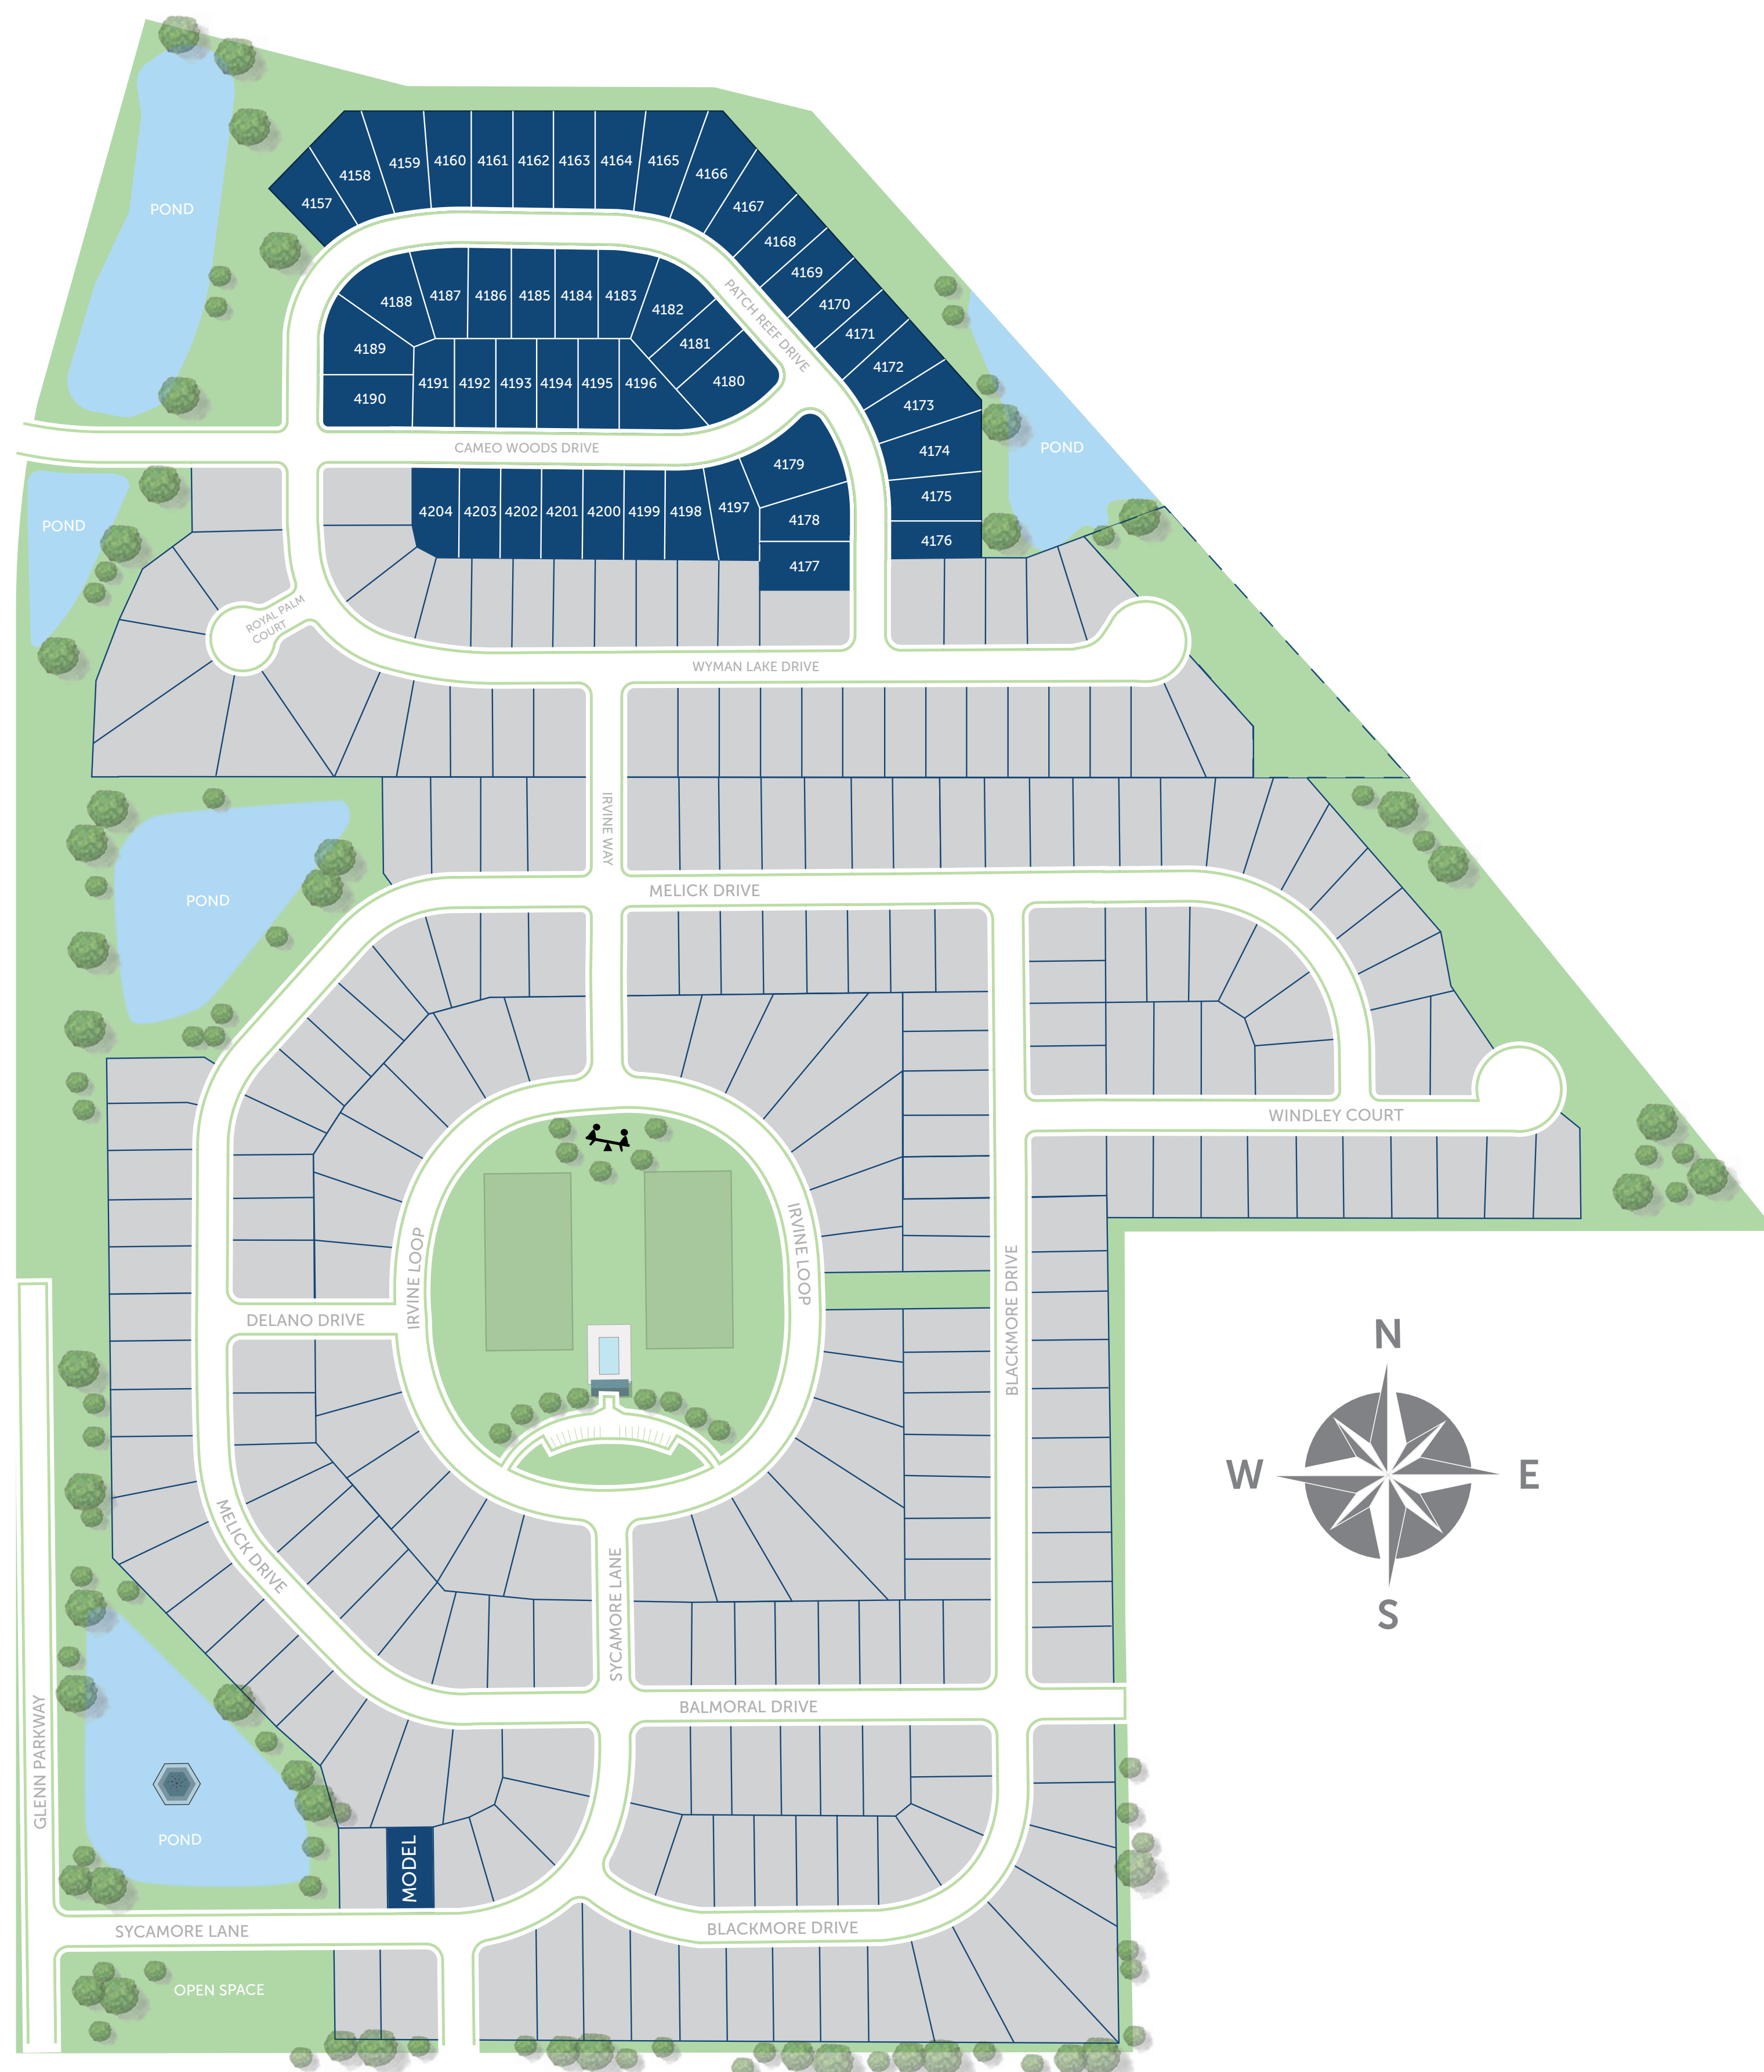 4157
4158
4159
4160
4161
4162
4163
4164
4165
4166
4167
4168
4169
4170
4171
4172
4173
4174
4175
4176
POND
PATCH REEF DRIVE
4188
4187
4186
4185
4184
4183
4182
4181
4180
4189
4190
4191
4192
4193
4194
4195
4196
POND
CAMEO WOODS DRIVE
4179
4178
4177
4204
4203
4202
4201
4200
4199
4198
4197
POND
ROYAL PALM
COURT
WYMAN LAKE DRIVE
IRVINE WAY
MELICK DRIVE
POND
WINDLEY COURT
IRVINE LOOP
IRVINE LOOP
BLACKMORE DRIVE
DELANO DRIVE
N
W
E
S
MELICK DRIVE
SYCAMORE LANE
BALMORAL DRIVE
GLENN PARKWAY
POND
MODEL
SYCAMORE LANE
BLACKMORE DRIVE
OPEN SPACE